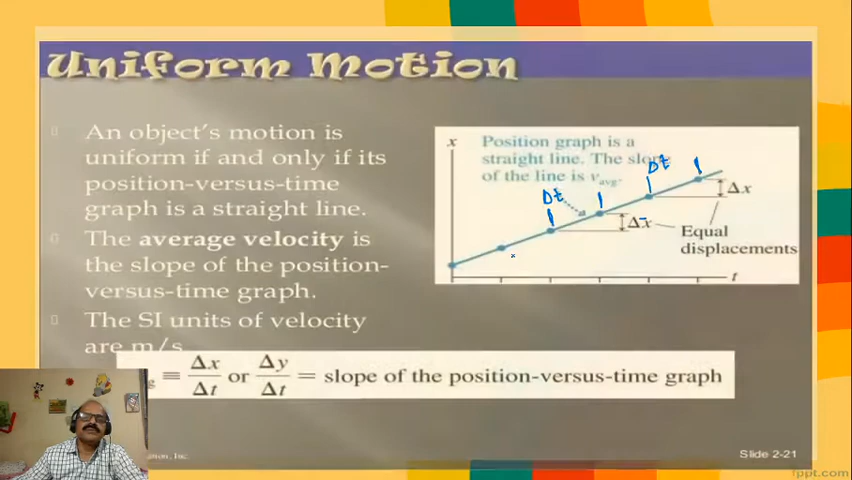 Uniform Motion
An object's motion is
uniform if and only if its
position-versus-time
graph is a straight line.
The average velocity is
the slope of the position-
versus-time graph.
The SI units of velocity
are m/s.
x
Position graph is a
straight line. The slope
of the line is v avg.
Δt
Δt
Δx
Δx
Equal
displacements
t
≡ Δx/Δt or Δy/Δt = slope of the position-versus-time graph
Inc.
Slide 2-21
fppt.com